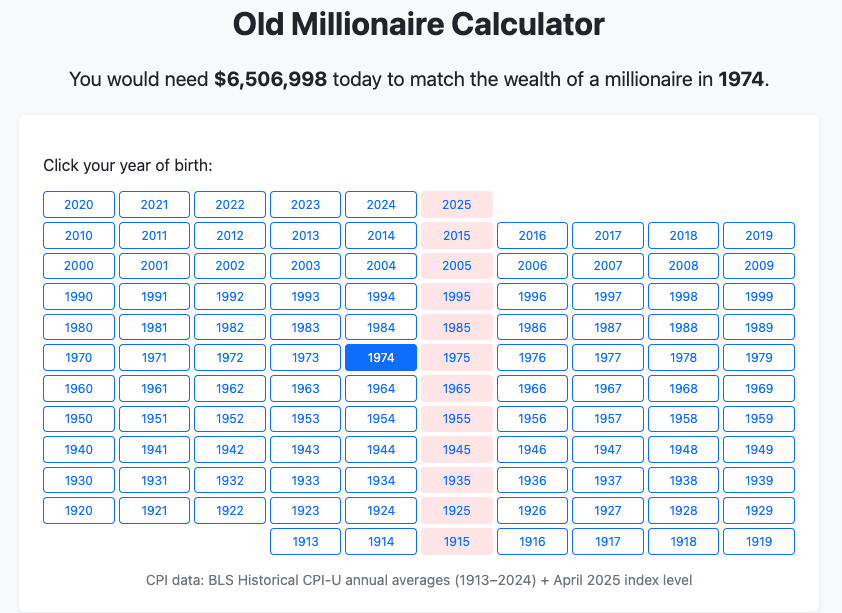 Old Millionaire Calculator
You would need $6,506,998 today to match the wealth of a millionaire in 1974.
Click your year of birth:
2020 2021 2022 2023 2024 2025
2010 2011 2012 2013 2014 2015 2016 2017 2018 2019
2000 2001 2002 2003 2004 2005 2006 2007 2008 2009
1990 1991 1992 1993 1994 1995 1996 1997 1998 1999
1980 1981 1982 1983 1984 1985 1986 1987 1988 1989
1970 1971 1972 1973 1974 1975 1976 1977 1978 1979
1960 1961 1962 1963 1964 1965 1966 1967 1968 1969
1950 1951 1952 1953 1954 1955 1956 1957 1958 1959
1940 1941 1942 1943 1944 1945 1946 1947 1948 1949
1930 1931 1932 1933 1934 1935 1936 1937 1938 1939
1920 1921 1922 1923 1924 1925 1926 1927 1928 1929
1913 1914 1915 1916 1917 1918 1919
CPI data: BLS Historical CPI-U annual averages (1913–2024) + April 2025 index level